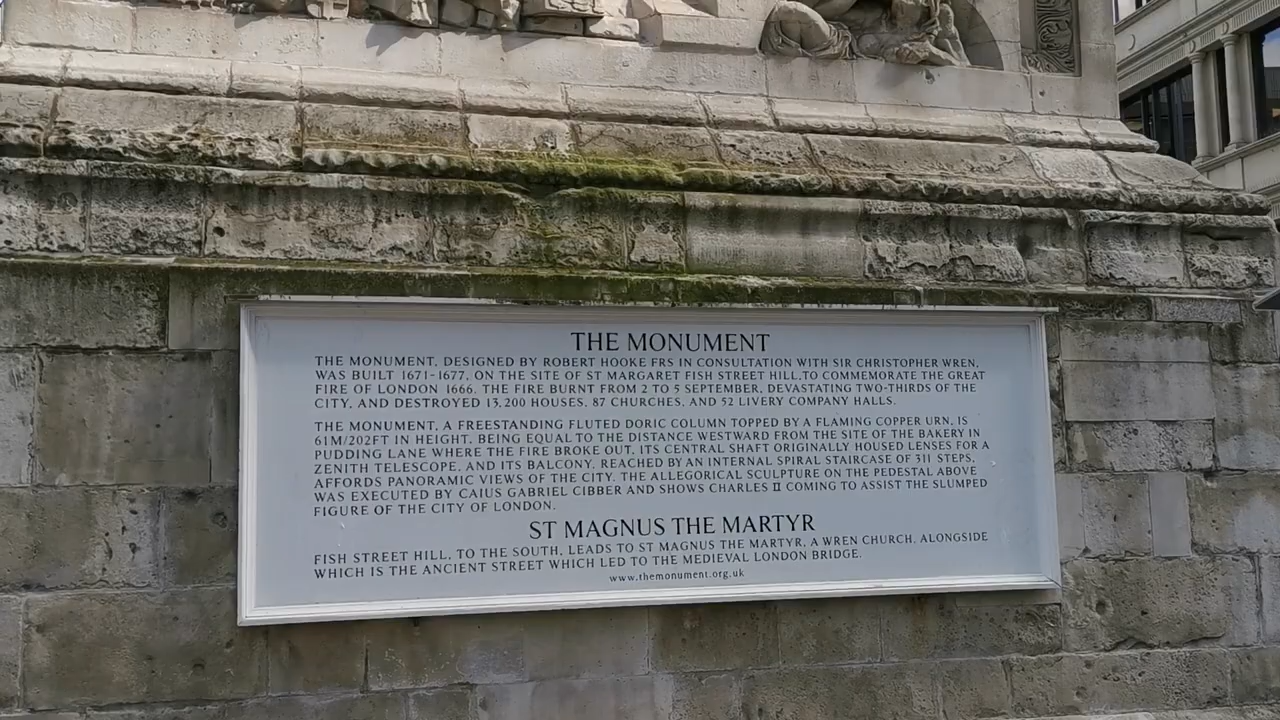 THE MONUMENT
THE MONUMENT, DESIGNED BY ROBERT HOOKE FRS IN CONSULTATION WITH SIR CHRISTOPHER WREN,
WAS BUILT 1671-1677, ON THE SITE OF ST MARGARET FISH STREET HILL, TO COMMEMORATE THE GREAT
FIRE OF LONDON 1666. THE FIRE BURNT FROM 2 TO 5 SEPTEMBER, DEVASTATING TWO-THIRDS OF THE
CITY, AND DESTROYED 13,200 HOUSES, 87 CHURCHES, AND 52 LIVERY COMPANY HALLS.
THE MONUMENT, A FREESTANDING FLUTED DORIC COLUMN TOPPED BY A FLAMING COPPER URN, IS
61M/202FT IN HEIGHT, BEING EQUAL TO THE DISTANCE WESTWARD FROM THE SITE OF THE BAKERY IN
PUDDING LANE WHERE THE FIRE BROKE OUT. ITS CENTRAL SHAFT ORIGINALLY HOUSED LENSES FOR A
ZENITH TELESCOPE, AND ITS BALCONY, REACHED BY AN INTERNAL SPIRAL STAIRCASE OF 311 STEPS,
AFFORDS PANORAMIC VIEWS OF THE CITY. THE ALLEGORICAL SCULPTURE ON THE PEDESTAL ABOVE
WAS EXECUTED BY CAIUS GABRIEL CIBBER AND SHOWS CHARLES II COMING TO ASSIST THE SLUMPED
FIGURE OF THE CITY OF LONDON.
ST MAGNUS THE MARTYR
FISH STREET HILL, TO THE SOUTH, LEADS TO ST MAGNUS THE MARTYR, A WREN CHURCH, ALONGSIDE
WHICH IS THE ANCIENT STREET WHICH LED TO THE MEDIEVAL LONDON BRIDGE.
www.themonument.org.uk